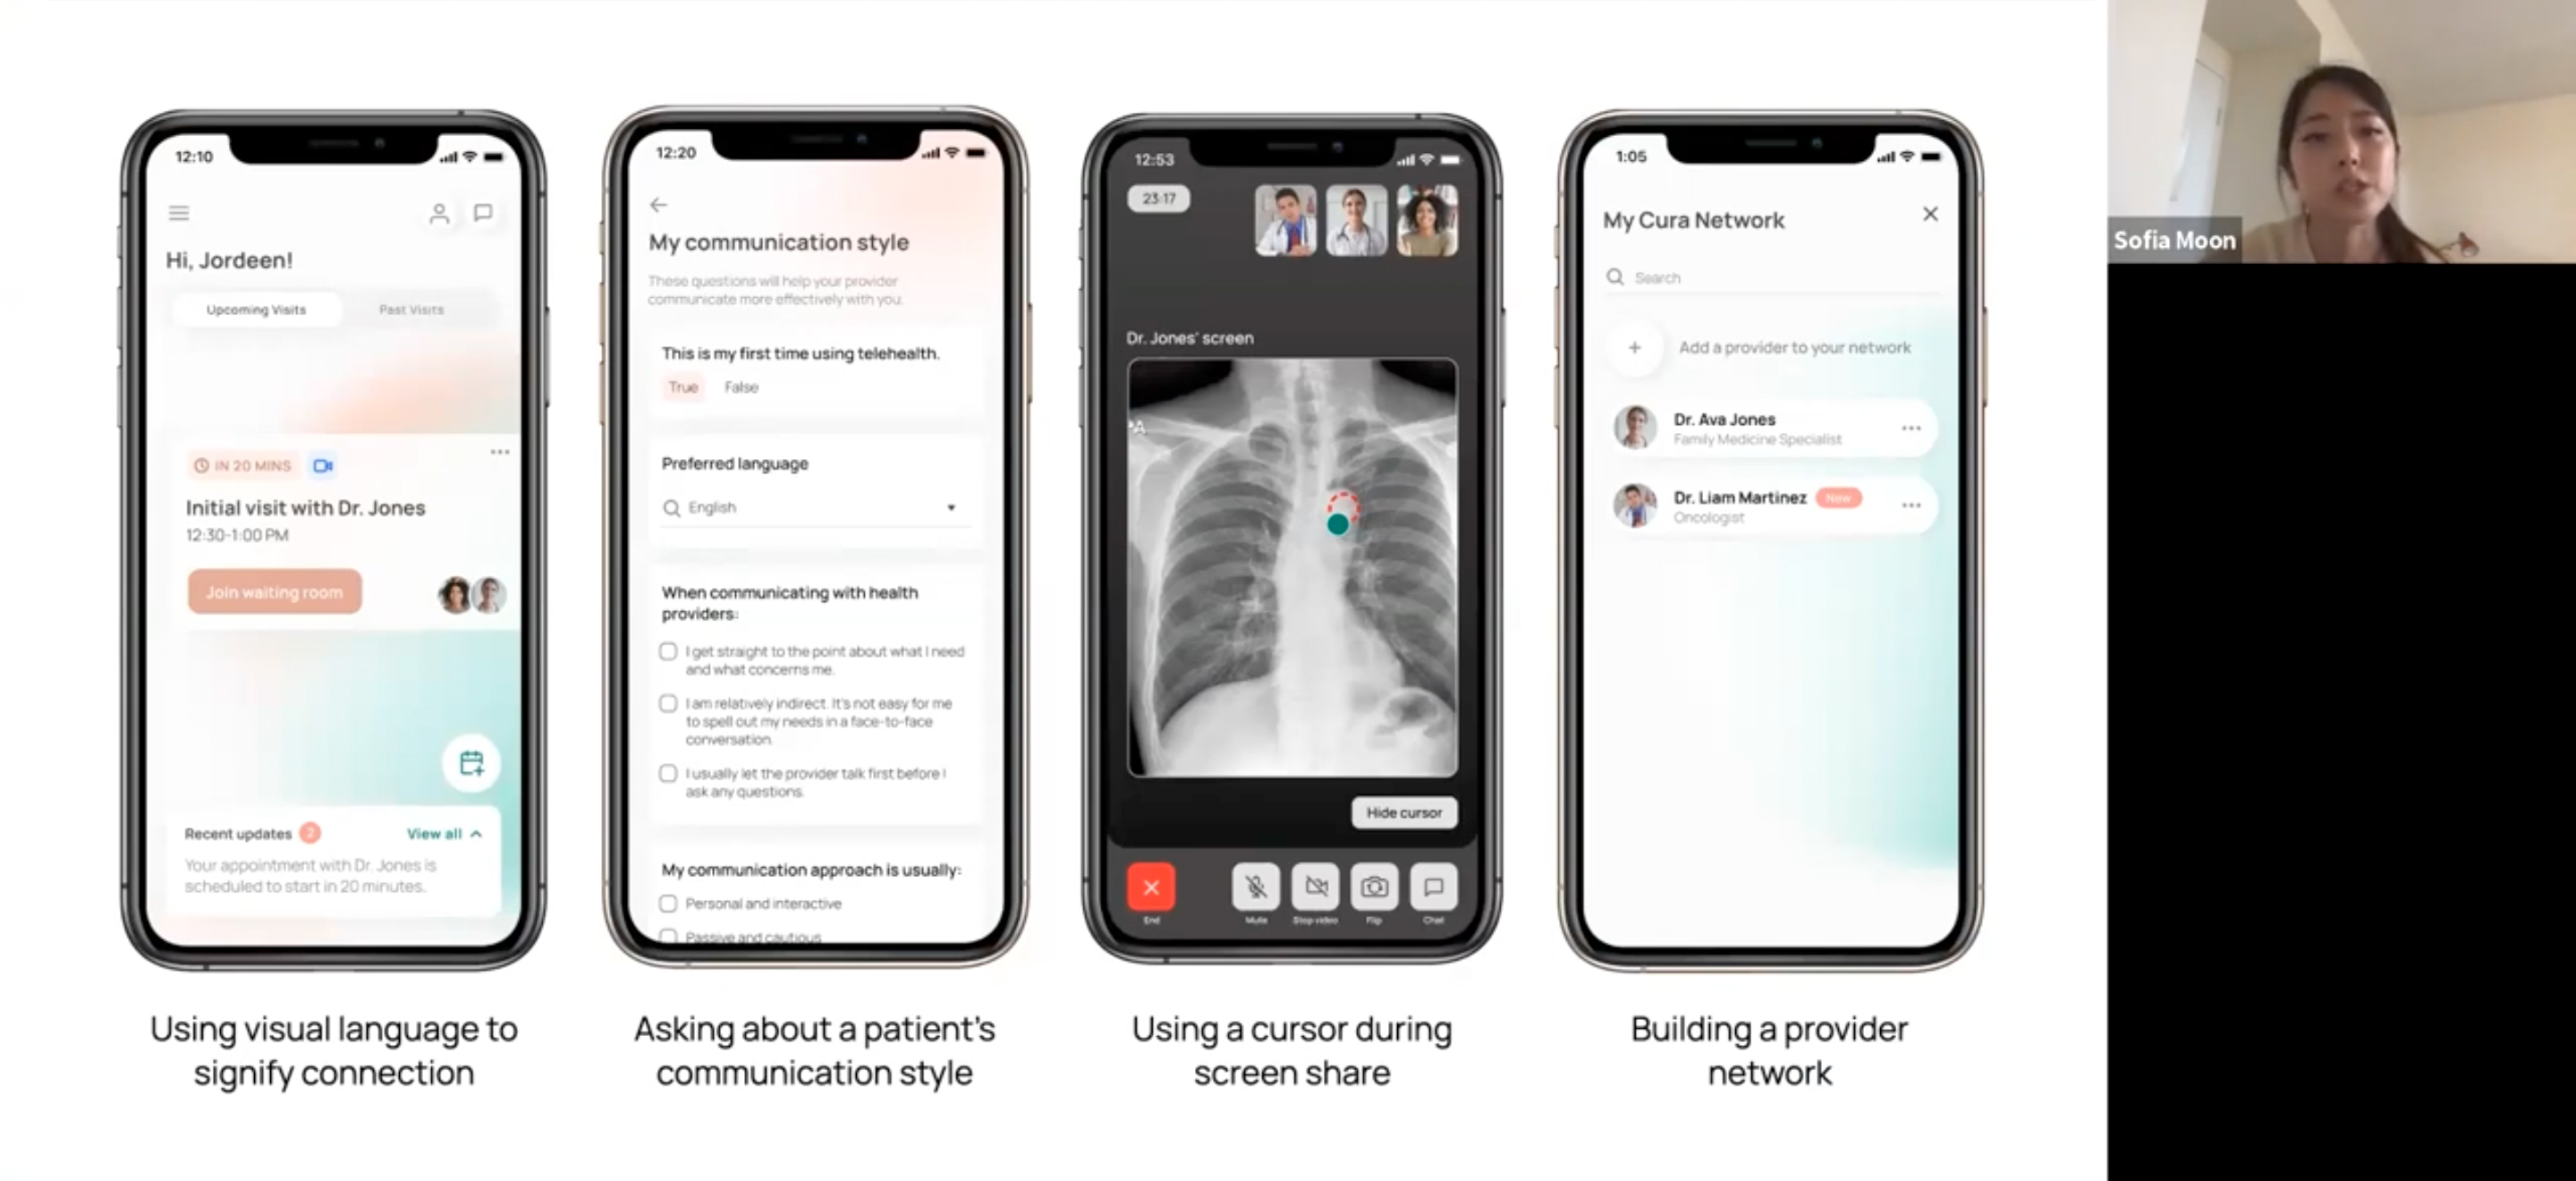 12:10
Hi, Jordeen!
Upcoming Visits
Past Visits
IN 20 MINS
Initial visit with Dr. Jones
12:30-1:00 PM
Join waiting room
Recent updates 2
View all
Your appointment with Dr. Jones is
scheduled to start in 20 minutes.
Using visual language to
signify connection
12:20
My communication style
These questions will help your provider
communicate more effectively with you.
This is my first time using telehealth.
True False
Preferred language
English
When communicating with health
providers:
I get straight to the point about what I need
and what concerns me.
I am relatively indirect. It's not easy for me
to spell out my needs in a face-to-face
conversation.
I usually let the provider talk first before I
ask any questions.
My communication approach is usually:
Personal and interactive
Passive and cautious
Asking about a patient's
communication style
12:53
23:17
Dr. Jones' screen
A
Hide cursor
End
Mute
Stop video
Flip
Chat
Using a cursor during
screen share
1:05
My Cura Network
Search
Add a provider to your network
Dr. Ava Jones
Family Medicine Specialist
Dr. Liam Martinez New
Oncologist
Building a provider
network
Sofia Moon